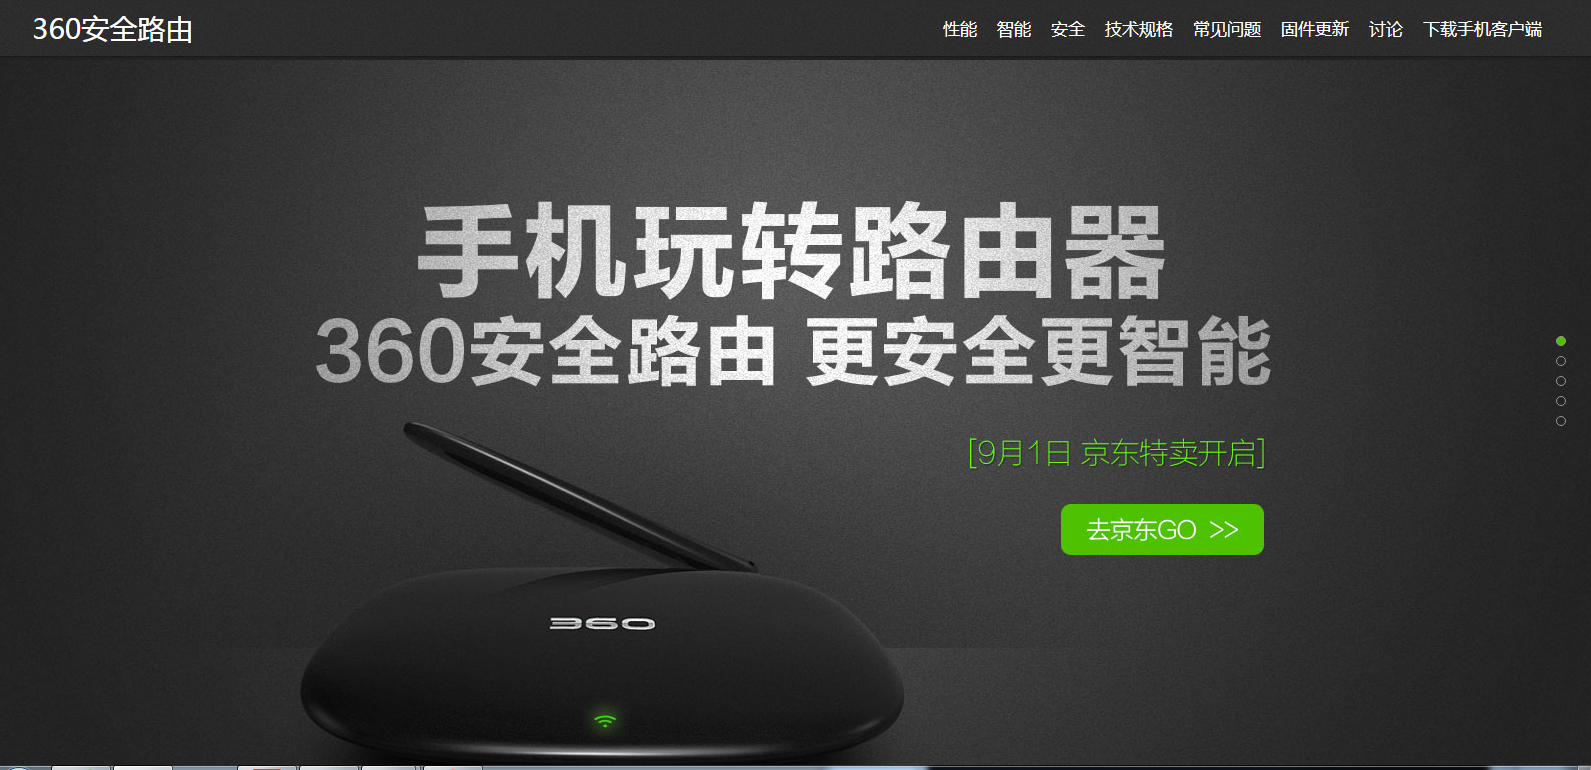 360安全路由
性能 智能 安全 技术规格 常见问题 固件更新 讨论 下载手机客户端
手机玩转路由器
360安全路由 更安全更智能
[9月1日 京东特卖开启]
去京东GO >>
360